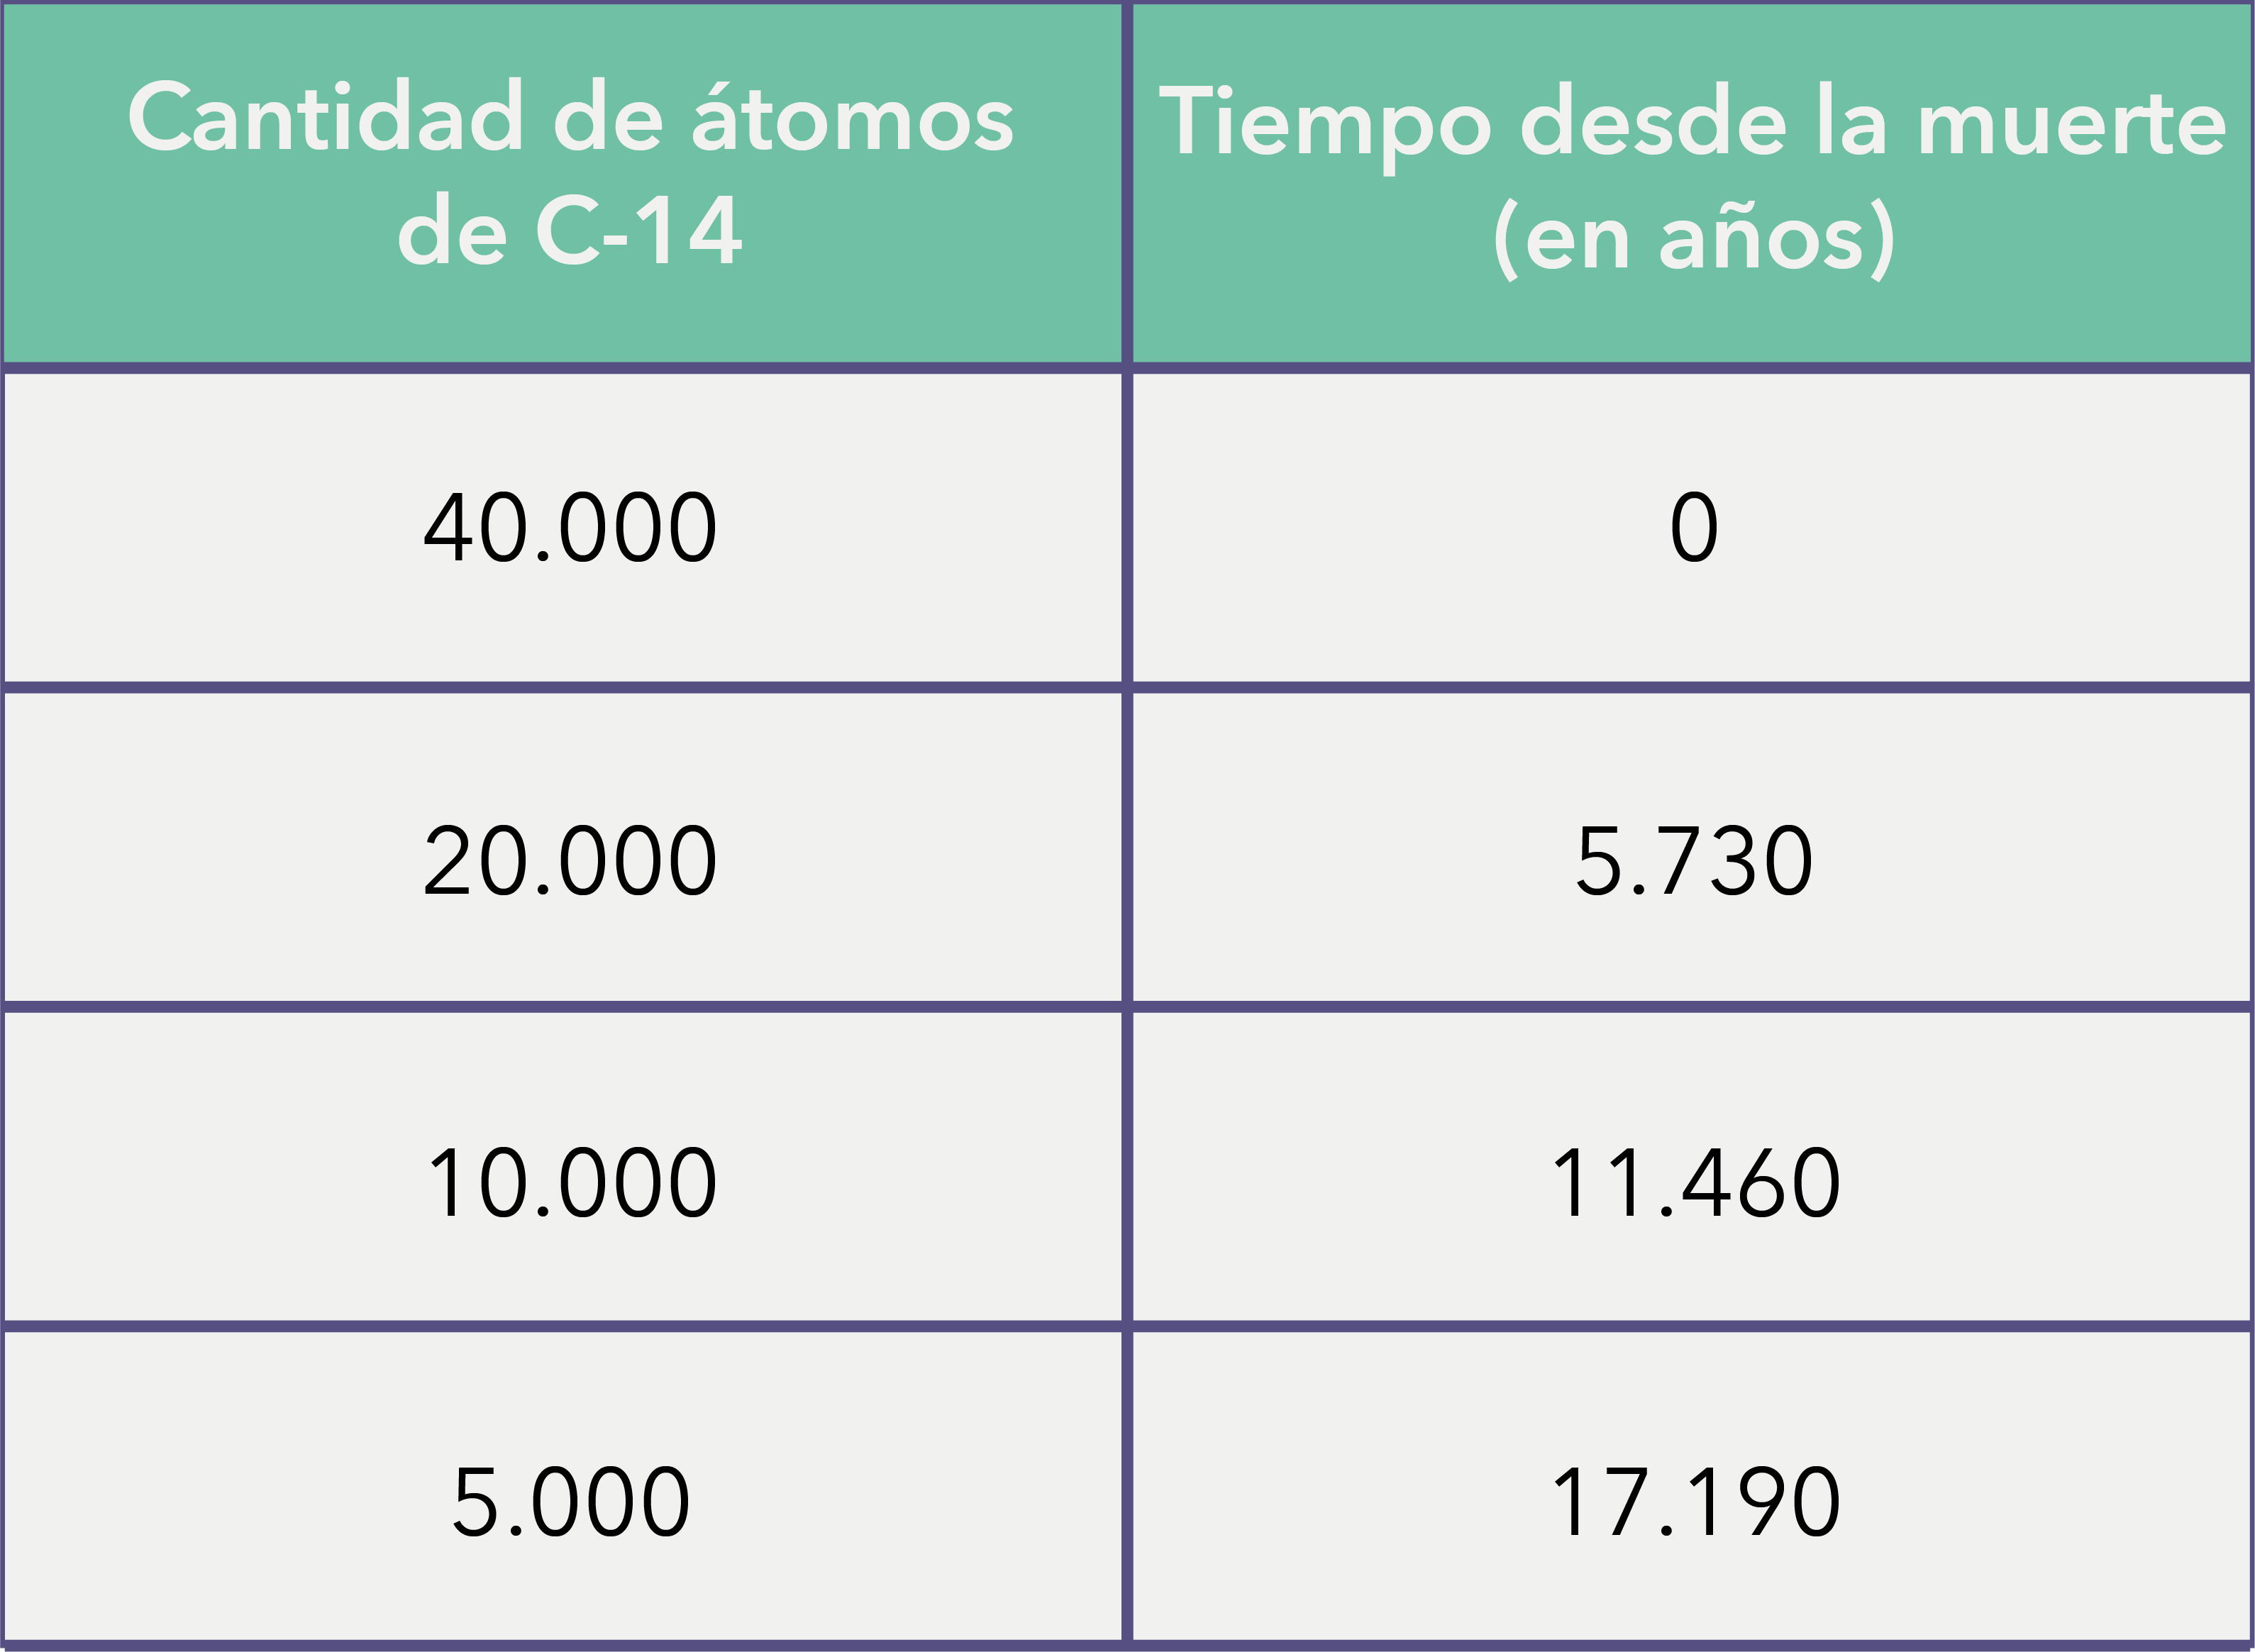 Cantidad de átomos
de C-14
Tiempo desde la muerte
(en años)
40.000
0
20.000
5.730
10.000
11.460
5.000
17.190